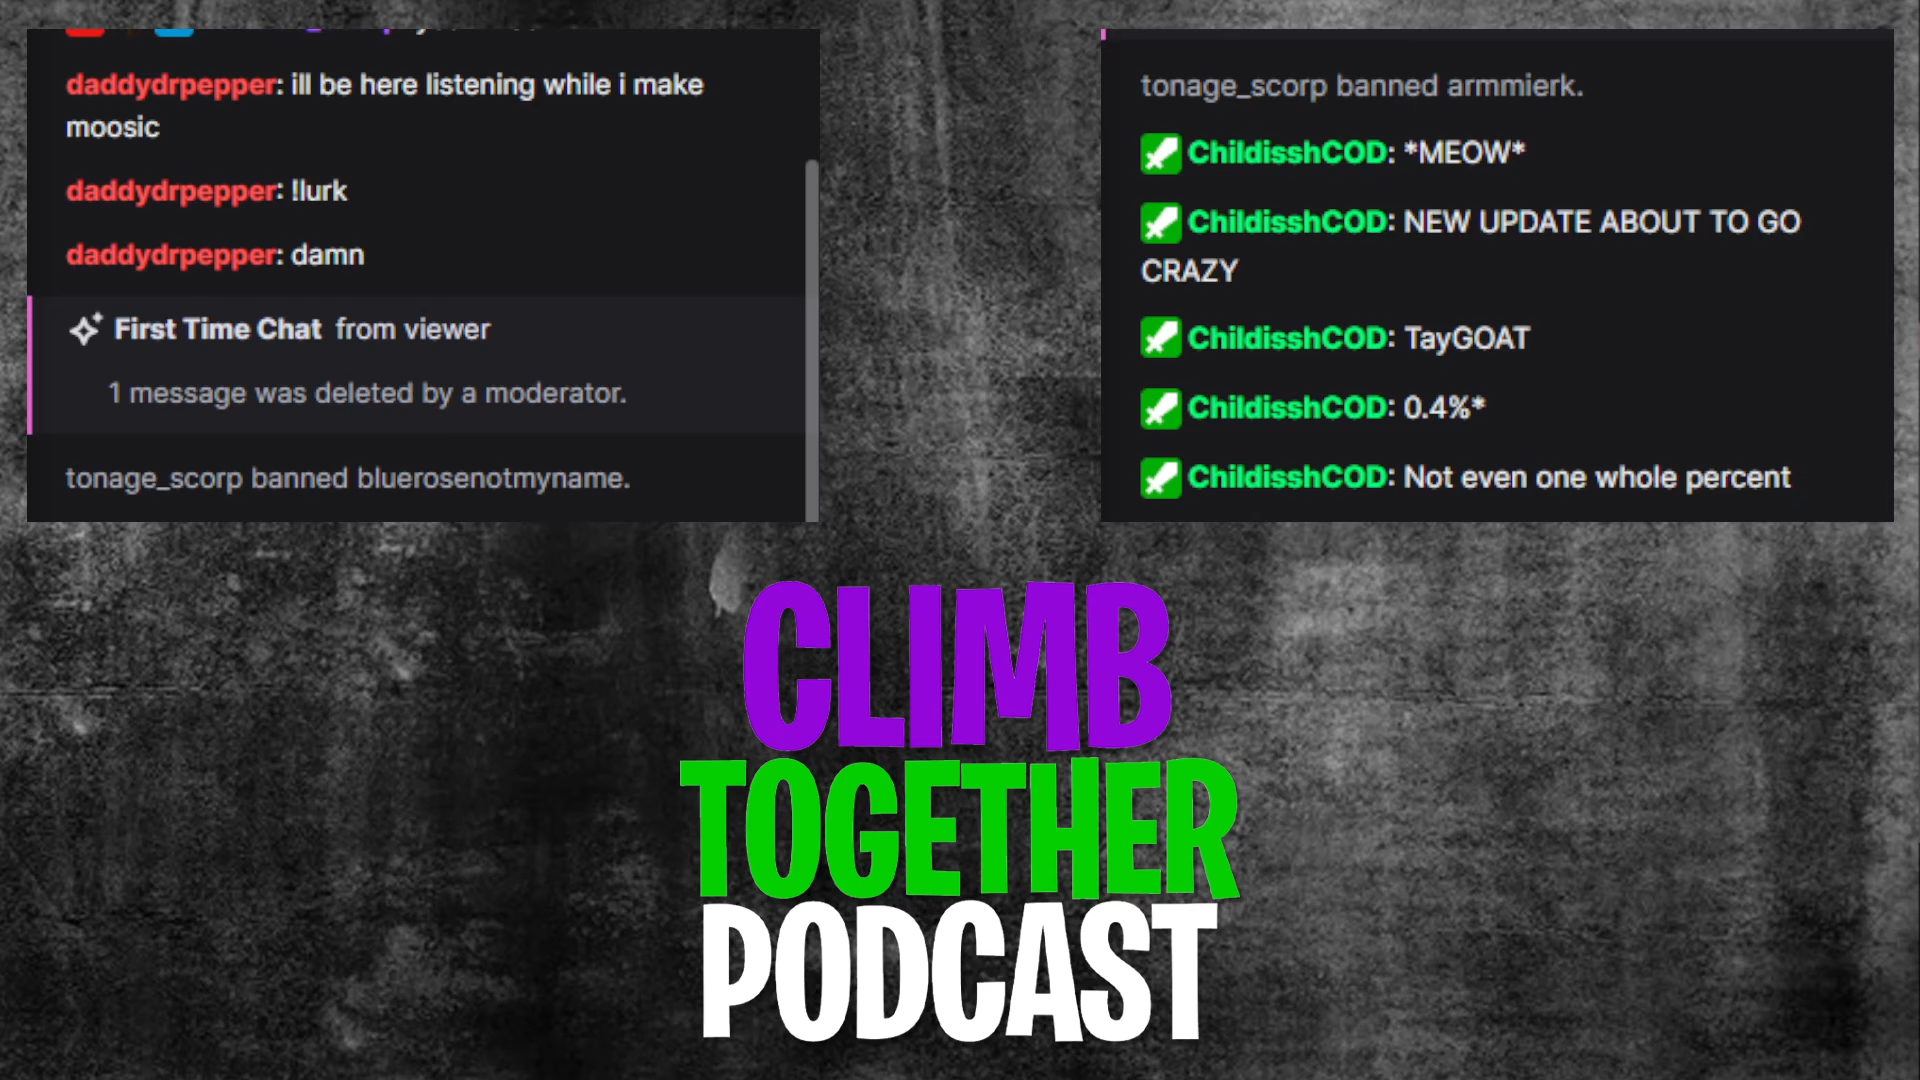 daddydrpepper: ill be here listening while i make
moosic
daddydrpepper: !lurk
daddydrpepper: damn
First Time Chat from viewer
1 message was deleted by a moderator.
tonage_scorp banned bluerosenotmyname.
tonage_scorp banned armmierk.
ChildisshCOD: *MEOW*
ChildisshCOD: NEW UPDATE ABOUT TO GO
CRAZY
ChildisshCOD: TayGOAT
ChildisshCOD: 0.4%*
ChildisshCOD: Not even one whole percent
CLIMB
TOGETHER
PODCAST